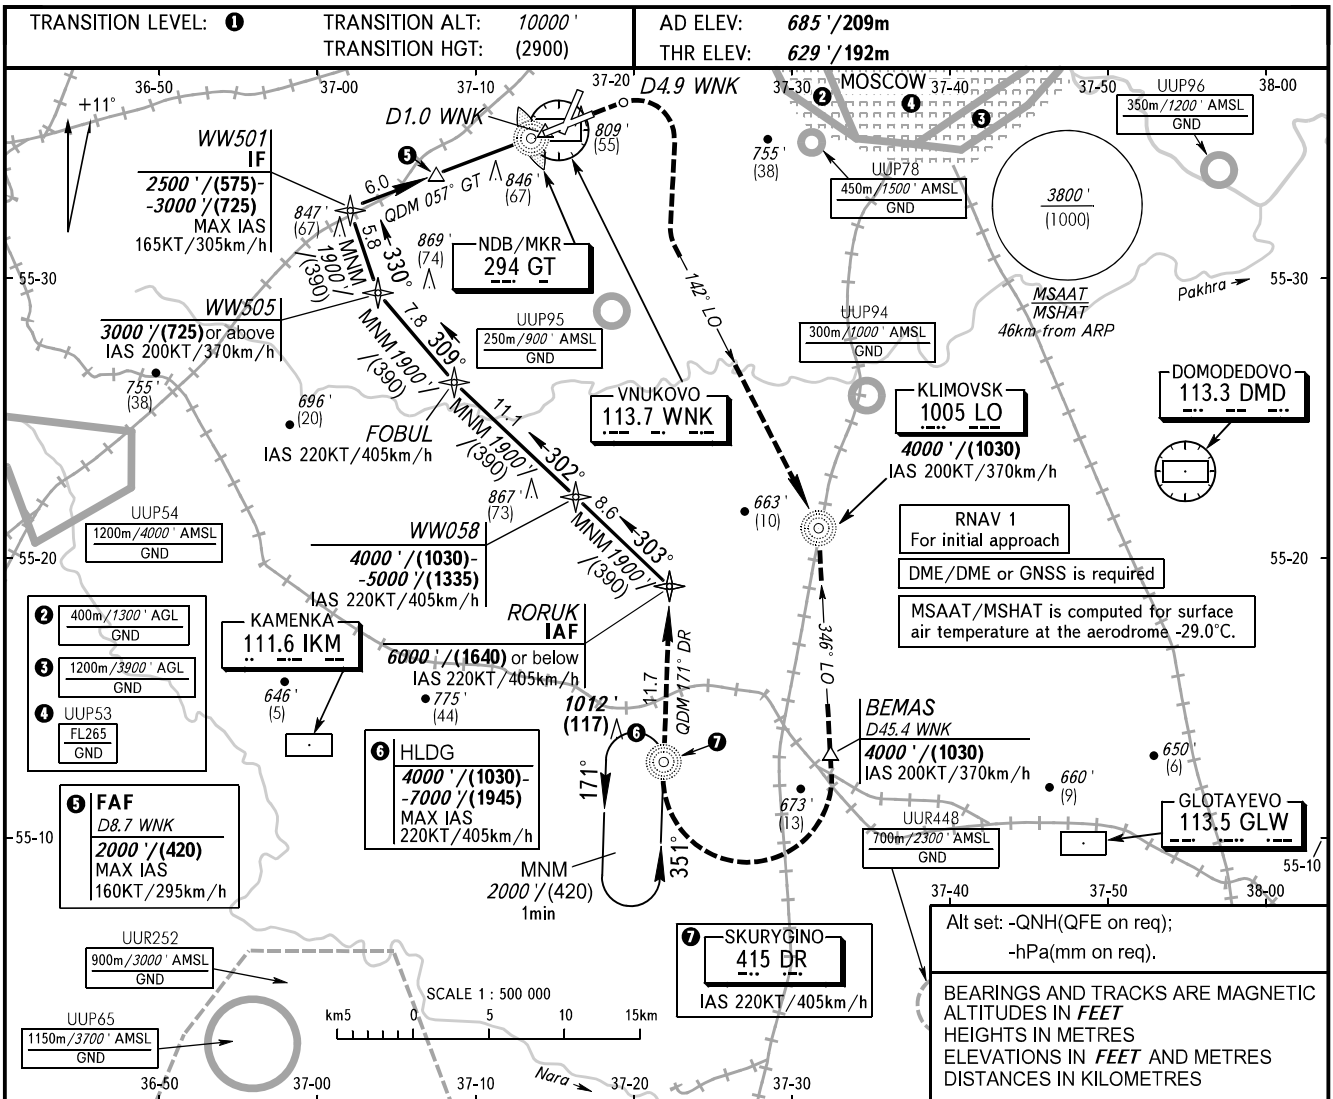 TRANSITION LEVEL: ❶
TRANSITION ALT: 10000'
TRANSITION HGT: (2900)
AD ELEV: 685'/209m
THR ELEV: 629'/192m
36-50
37-00
37-10
37-20
37-30
37-40
37-50
38-00
+11°
D1.0 WNK
D4.9 WNK
MOSCOW
❷
❹
❸
UUP96
350m/1200' AMSL
GND
809'
(55)
755'
(38)
UUP78
450m/1500' AMSL
GND
WW501
IF
2500'/(575)-
-3000'/(725)
MAX IAS
165KT/305km/h
❺
6.0
QDM 057° GT
846'
(67)
847'
(67)
869'
(74)
5.8
330°
MNM
1900'/
/(390)
NDB/MKR
294 GT
3800'
(1000)
MSAAT
MSHAT
46km from ARP
Pakhra
55-30
55-30
142° LO
WW505
3000'/(725) or above
IAS 200KT/370km/h
7.8
309°
MNM 1900'/
/(390)
UUP95
250m/900' AMSL
GND
UUP94
300m/1000' AMSL
GND
755'
(38)
696'
(20)
FOBUL
IAS 220KT/405km/h
11.1
302°
MNM 1900'/
/(390)
VNUKOVO
113.7 WNK
KLIMOVSK
1005 LO
4000'/(1030)
IAS 200KT/370km/h
DOMODEDOVO
113.3 DMD
867'
(73)
663'
(10)
UUP54
1200m/4000' AMSL
GND
WW058
4000'/(1030)-
-5000'/(1335)
IAS 220KT/405km/h
8.6
303°
MNM 1900'/
/(390)
RNAV 1
For initial approach
DME/DME or GNSS is required
MSAAT/MSHAT is computed for surface
air temperature at the aerodrome -29.0°C.
55-20
55-20
❷ 400m/1300' AGL
GND
❸ 1200m/3900' AGL
GND
❹ UUP53
FL265
GND
KAMENKA
111.6 IKM
RORUK
IAF
6000'/(1640) or below
IAS 220KT/405km/h
646'
(5)
775'
(44)
1012'
(117)
11.7
QDM 171° DR
346° LO
❻
❼
BEMAS
D45.4 WNK
4000'/(1030)
IAS 200KT/370km/h
❻ HLDG
4000'/(1030)-
-7000'/(1945)
MAX IAS
220KT/405km/h
171°
351°
MNM
2000'/(420)
1min
673'
(13)
660'
(9)
650'
(6)
❺ FAF
D8.7 WNK
2000'/(420)
MAX IAS
160KT/295km/h
UUR448
700m/2300' AMSL
GND
GLOTAYEVO
113.5 GLW
55-10
55-10
37-40
37-50
38-00
❼ SKURYGINO
415 DR
IAS 220KT/405km/h
UUR252
900m/3000' AMSL
GND
UUP65
1150m/3700' AMSL
GND
SCALE 1 : 500 000
km5 0 5 10 15km
Nara
36-50
37-00
37-10
37-20
37-30
Alt set: -QNH(QFE on req);
-hPa(mm on req).
BEARINGS AND TRACKS ARE MAGNETIC
ALTITUDES IN FEET
HEIGHTS IN METRES
ELEVATIONS IN FEET AND METRES
DISTANCES IN KILOMETRES